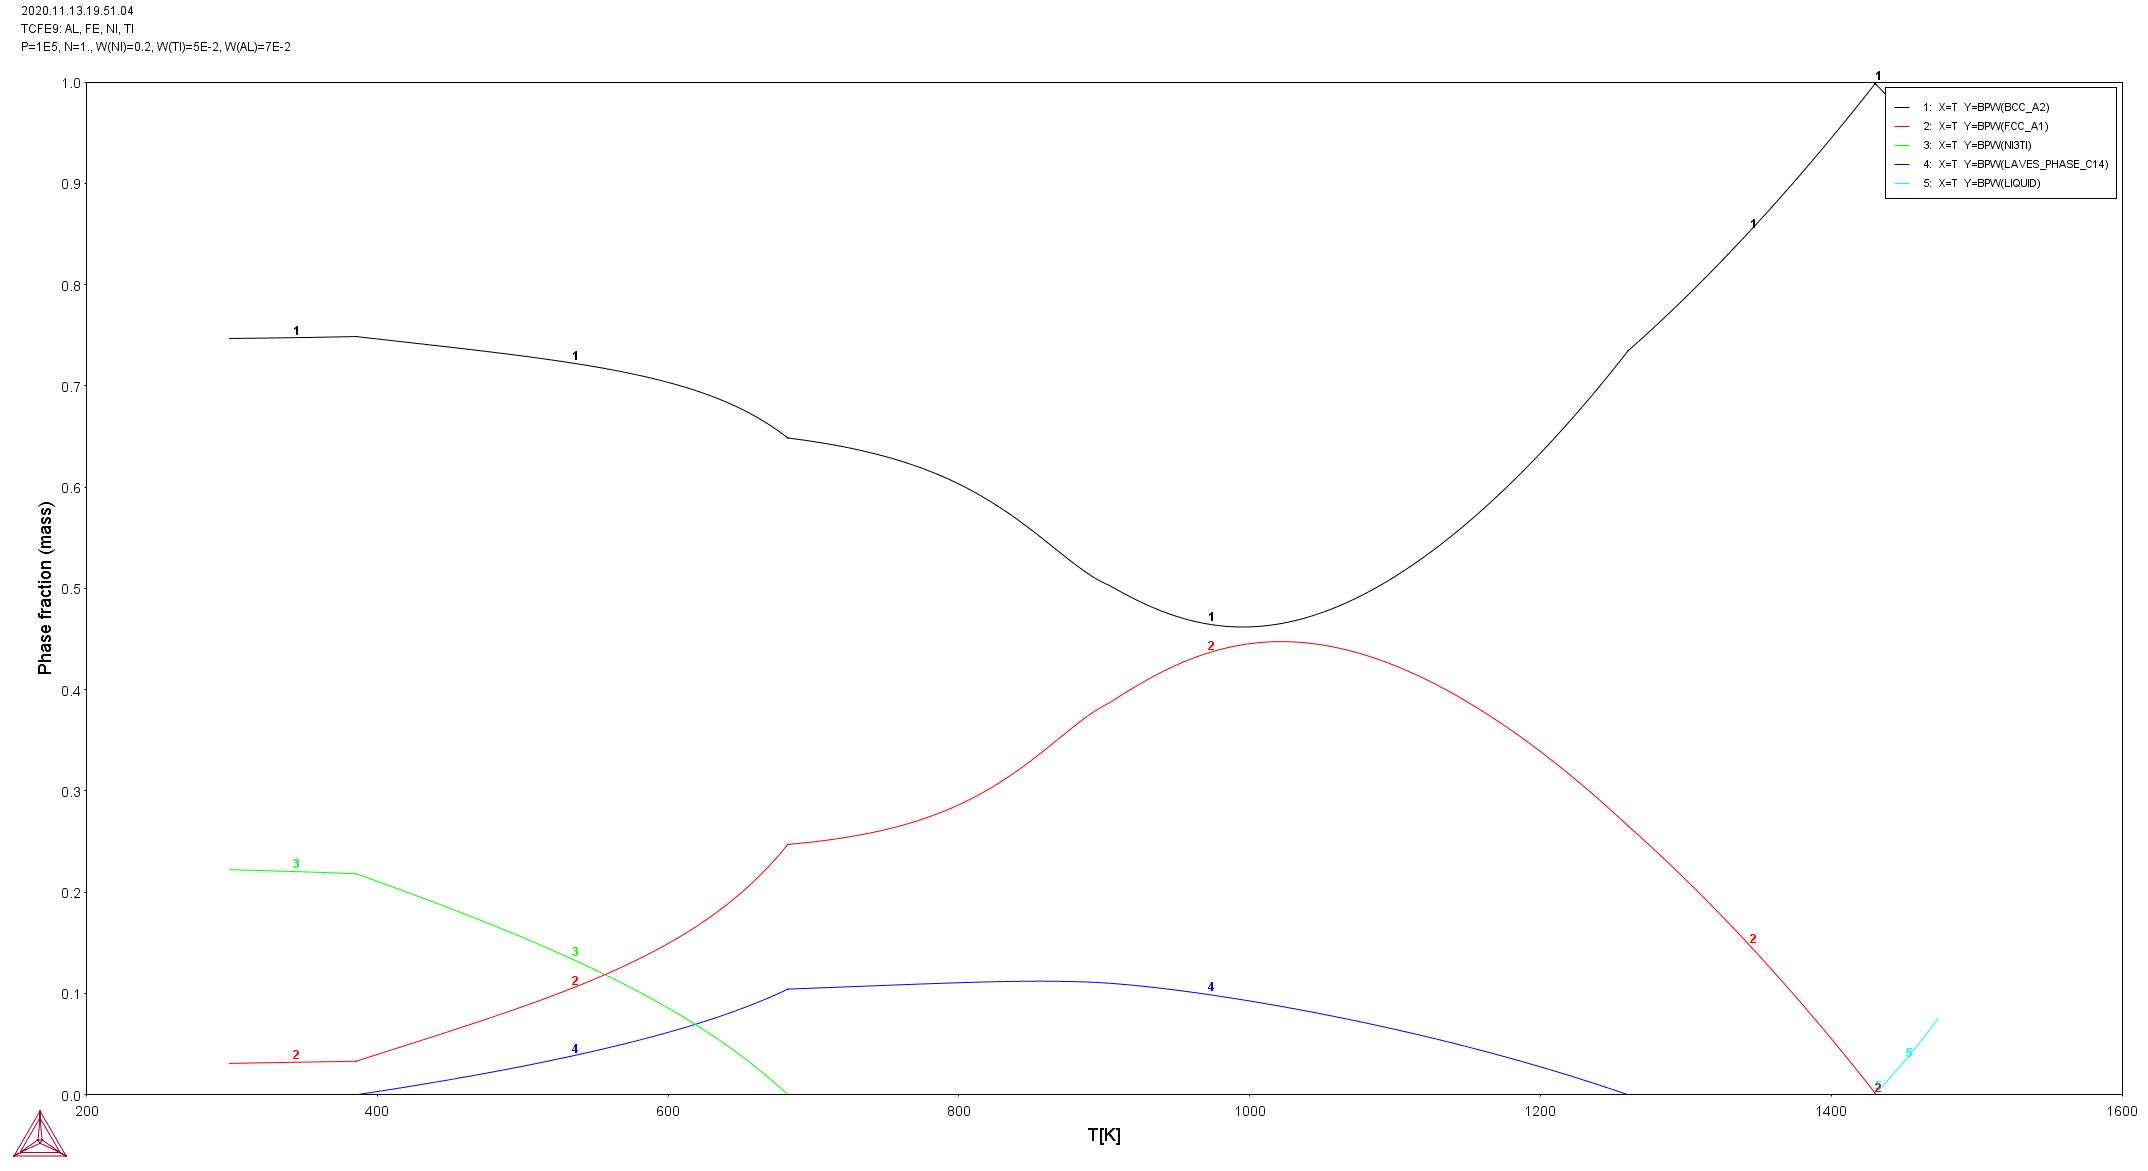 2020.11.13.19.51.04
TCFE9: AL, FE, NI, TI
P=1E5, N=1., W(NI)=0.2, W(TI)=5E-2, W(AL)=7E-2
1: X=T Y=BPW(BCC_A2)
2: X=T Y=BPW(FCC_A1)
3: X=T Y=BPW(NI3TI)
4: X=T Y=BPW(LAVES_PHASE_C14)
5: X=T Y=BPW(LIQUID)
Phase fraction (mass)
1.0
0.9
0.8
0.7
0.6
0.5
0.4
0.3
0.2
0.1
0.0
1
1
1
1
1
2
2
3
3
2
2
4
4
2
5
2
200 400 600 800 1000 1200 1400 1600
T[K]